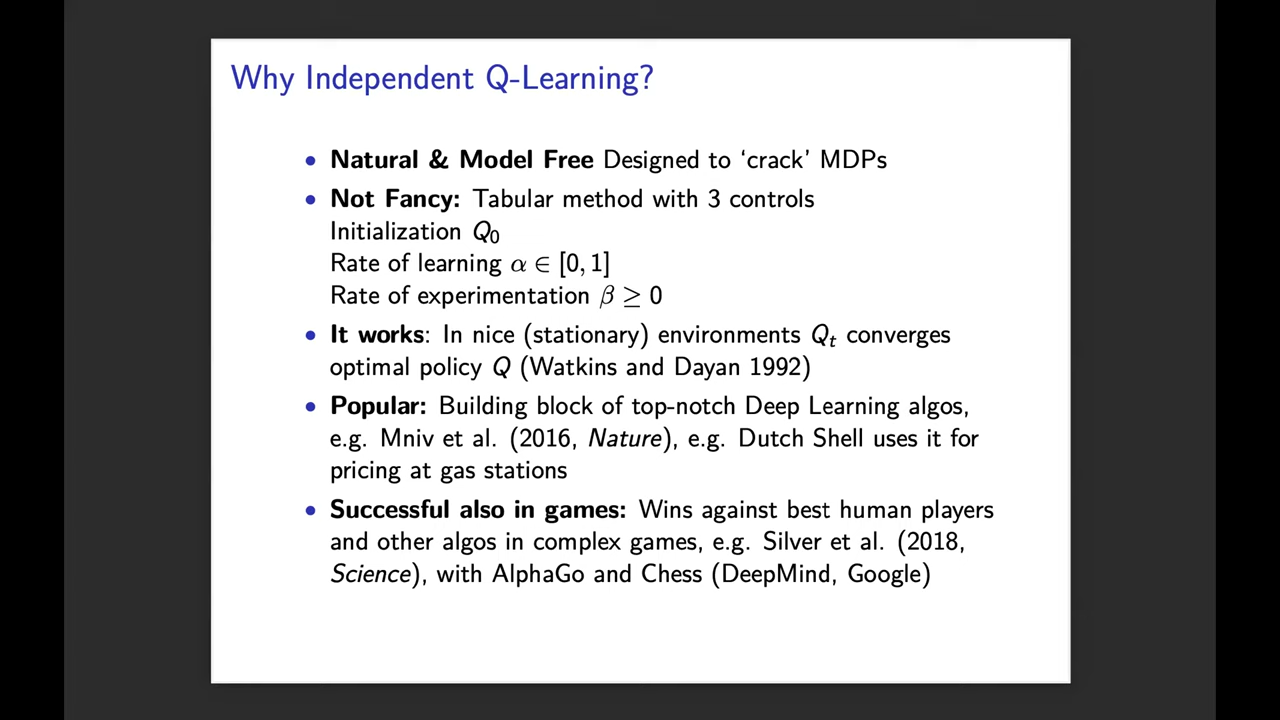 Why Independent Q-Learning?
• Natural & Model Free Designed to ‘crack’ MDPs
• Not Fancy: Tabular method with 3 controls
Initialization Q₀
Rate of learning α ∈ [0, 1]
Rate of experimentation β ≥ 0
• It works: In nice (stationary) environments Qₜ converges
optimal policy Q (Watkins and Dayan 1992)
• Popular: Building block of top-notch Deep Learning algos,
e.g. Mniv et al. (2016, Nature), e.g. Dutch Shell uses it for
pricing at gas stations
• Successful also in games: Wins against best human players
and other algos in complex games, e.g. Silver et al. (2018,
Science), with AlphaGo and Chess (DeepMind, Google)